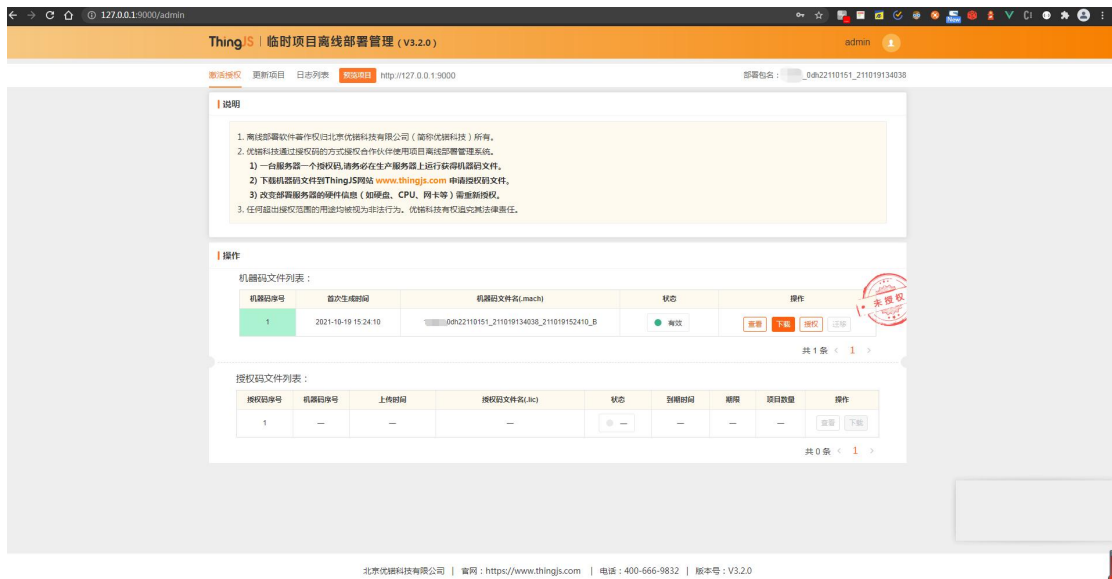 127.0.0.1:9000/admin
New
ThingJS | 临时项目离线部署管理 ( V3.2.0 )
admin
激活授权 更新项目 日志列表 预览项目 http://127.0.0.1:9000
部署包名： _0dh22110151_211019134038
说明
1. 离线部署软件著作权归北京优锘科技有限公司（简称优锘科技）所有。
2. 优锘科技通过授权码的方式授权合作伙伴使用项目离线部署管理系统。
1) 一台服务器一个授权码,请务必在生产服务器上运行获得机器码文件。
2) 下载机器码文件到ThingJS网站 www.thingjs.com 申请授权码文件。
3) 改变部署服务器的硬件信息（如硬盘、CPU、网卡等）需重新授权。
3. 任何超出授权范围的用途均被视为非法行为。优锘科技有权追究其法律责任。
操作
机器码文件列表：
机器码序号 首次生成时间 机器码文件名(.mach) 状态 操作
未授权
1 2021-10-19 15:24:10 0dh22110151_211019134038_211019152410_B 有效 查看 下载 授权 迁移
共 1 条 < 1 >
授权码文件列表：
授权码序号 机器码序号 上传时间 授权码文件名(.lic) 状态 到期时间 期限 项目数量 操作
1 — — — — — — — 查看 下载
共 0 条 < 1 >
北京优锘科技有限公司 | 官网：https://www.thingjs.com | 电话：400-666-9832 | 版本号：V3.2.0